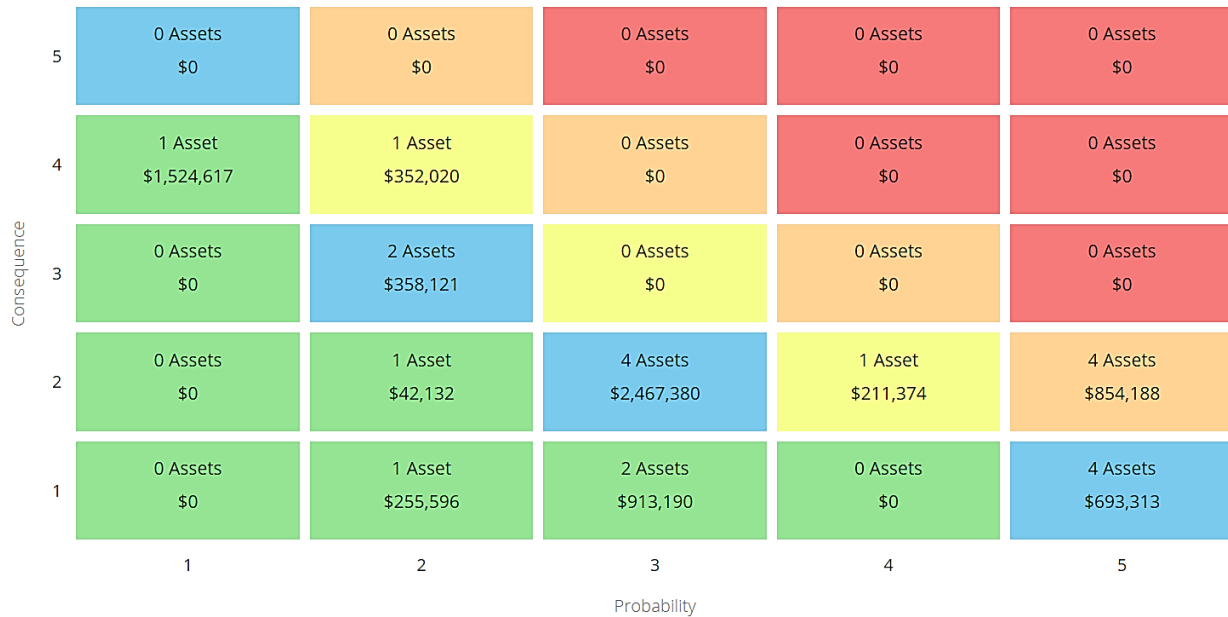 0 Assets 0 Assets 0 Assets 0 Assets 0 Assets
5
$0 $0 $0 $0 $0
1 Asset 1 Asset 0 Assets 0 Assets 0 Assets
4
$1,524,617 $352,020 $0 $0 $0
0 Assets 2 Assets 0 Assets 0 Assets 0 Assets
Consequence
3
$0 $358,121 $0 $0 $0
0 Assets 1 Asset 4 Assets 1 Asset 4 Assets
2
$0 $42,132 $2,467,380 $211,374 $854,188
0 Assets 1 Asset 2 Assets 0 Assets 4 Assets
1
$0 $255,596 $913,190 $0 $693,313
1 2 3 4 5
Probability